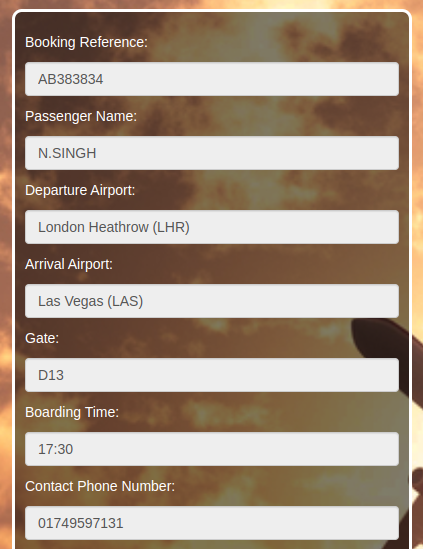 Booking Reference:
AB383834
Passenger Name:
N.SINGH
Departure Airport:
London Heathrow (LHR)
Arrival Airport:
Las Vegas (LAS)
Gate:
D13
Boarding Time:
17:30
Contact Phone Number:
01749597131